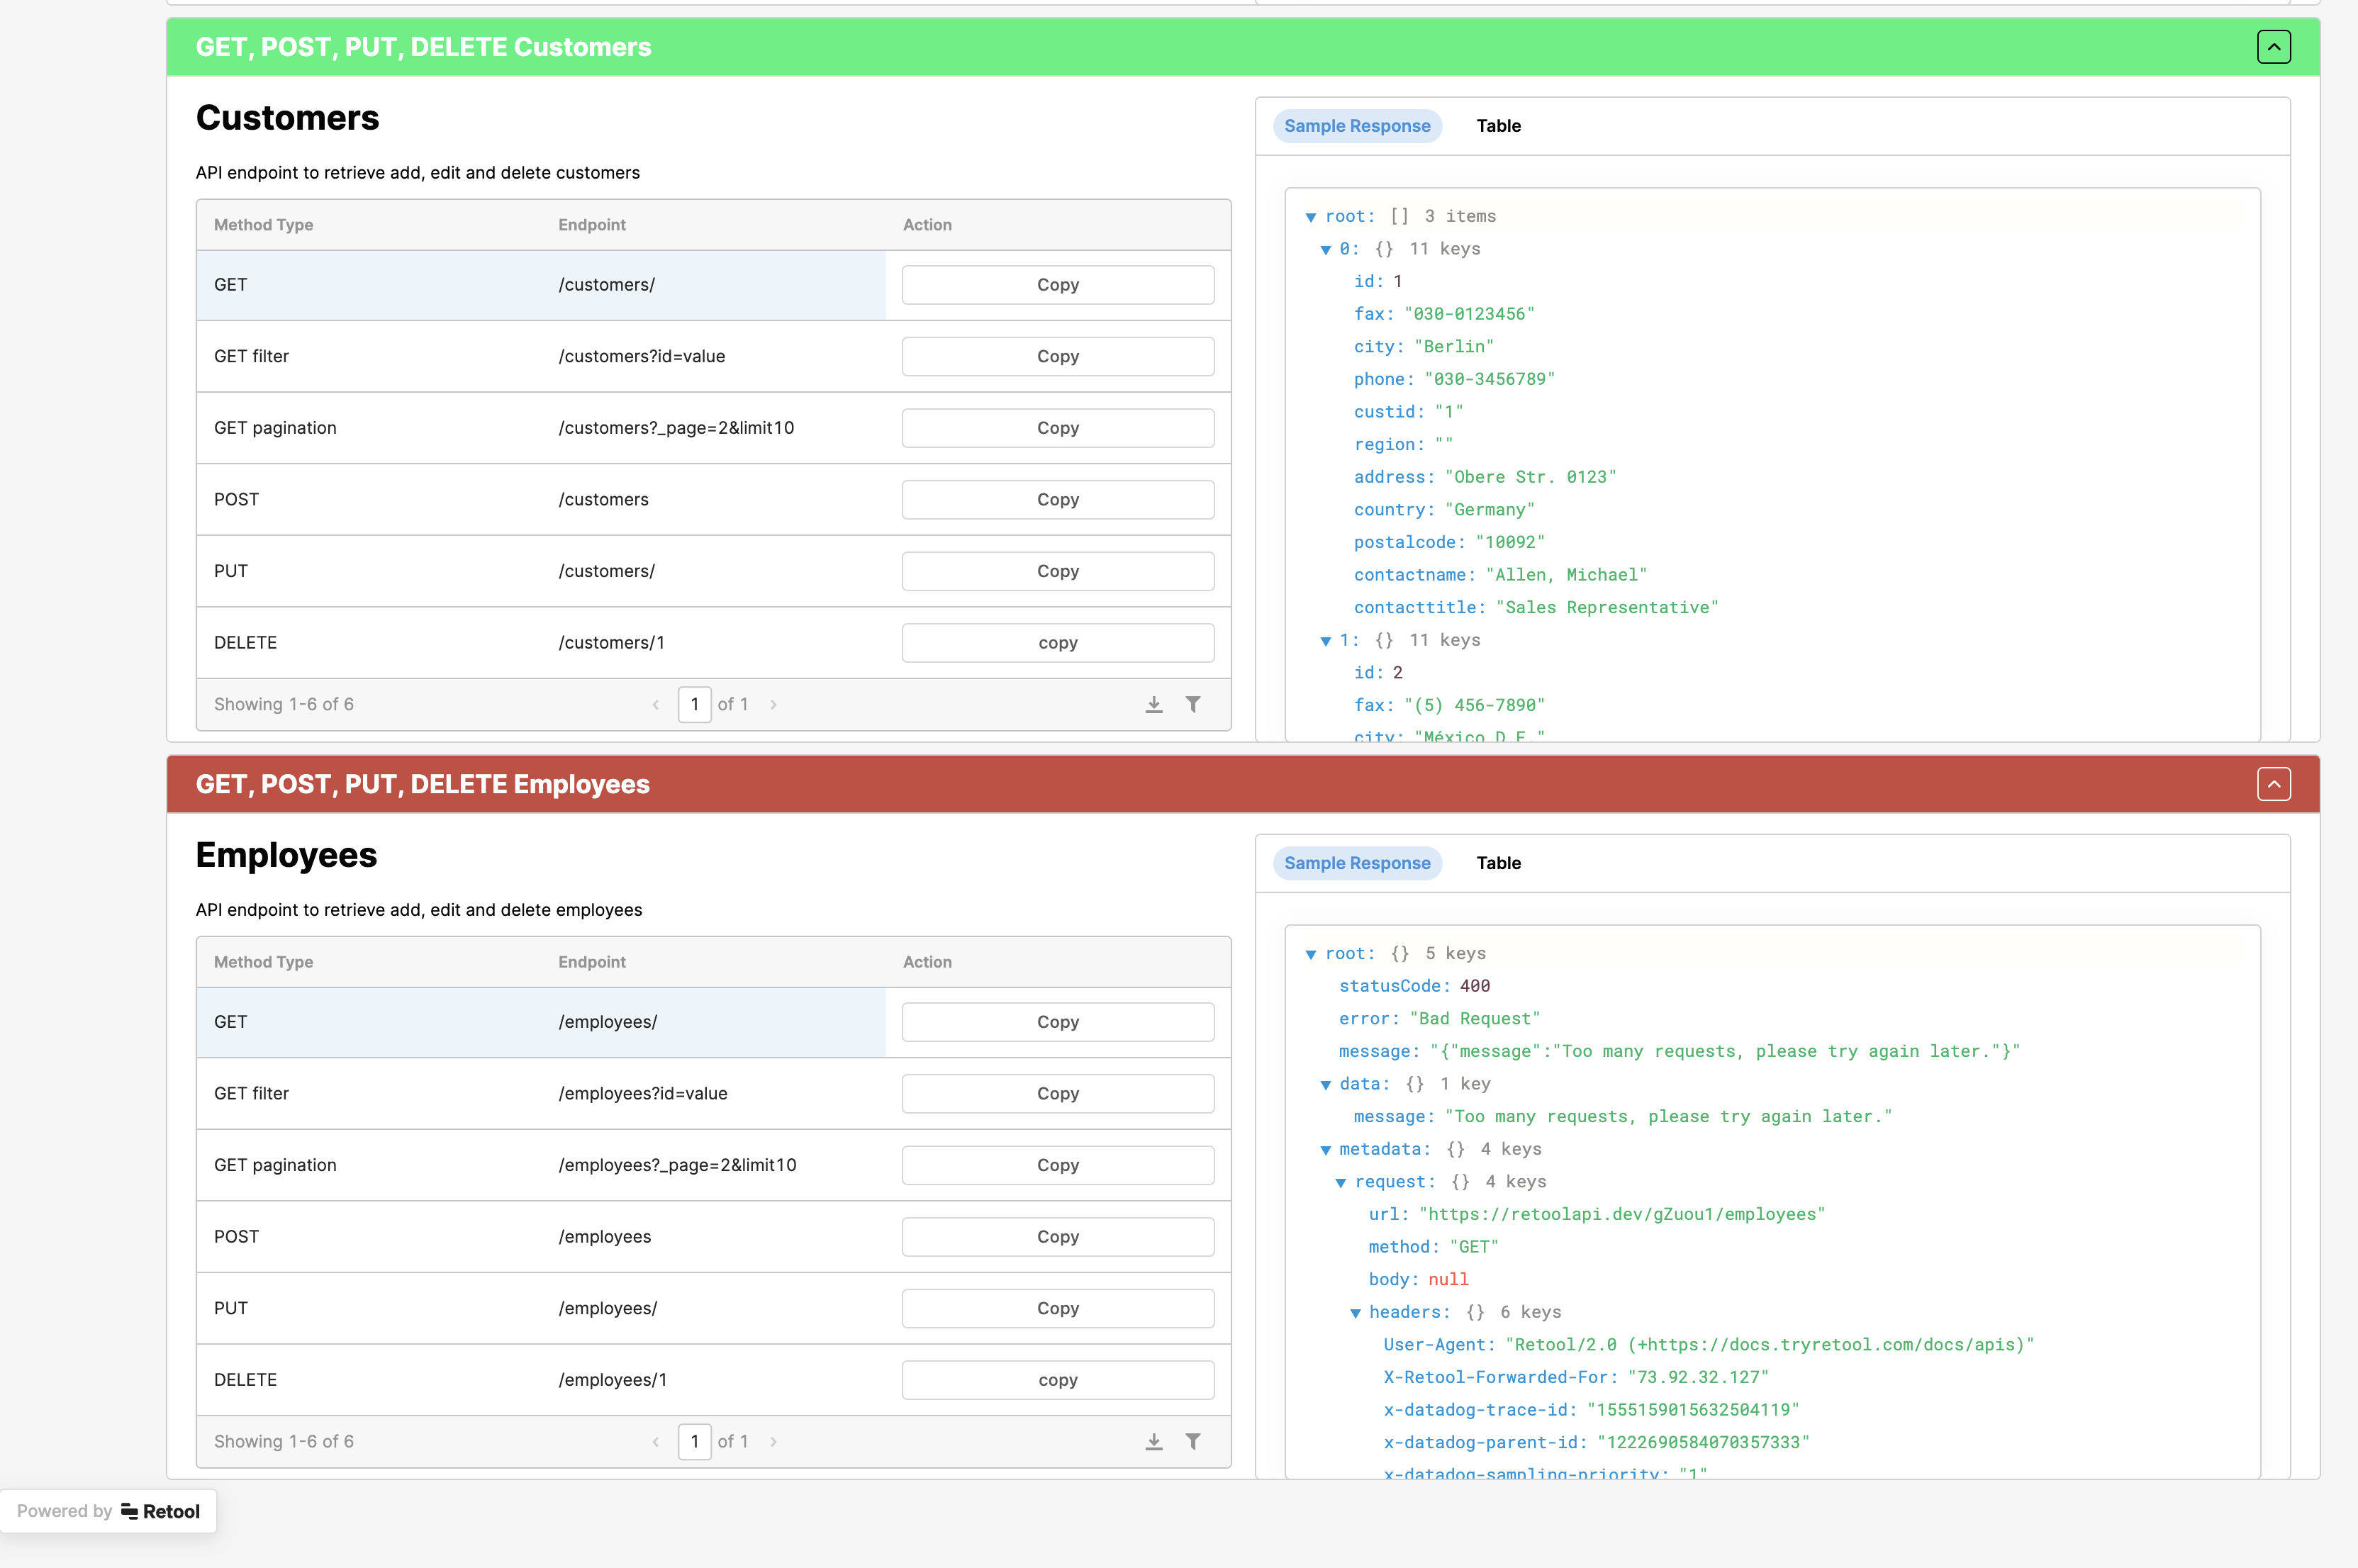 GET, POST, PUT, DELETE Customers
Customers
API endpoint to retrieve add, edit and delete customers
Method Type Endpoint Action
GET /customers/ Copy
GET filter /customers?id=value Copy
GET pagination /customers?_page=2&limit10 Copy
POST /customers Copy
PUT /customers/ Copy
DELETE /customers/1 copy
Showing 1-6 of 6 1 of 1
Sample Response Table
root: [] 3 items
0: {} 11 keys
id: 1
fax: "030-0123456"
city: "Berlin"
phone: "030-3456789"
custid: "1"
region: ""
address: "Obere Str. 0123"
country: "Germany"
postalcode: "10092"
contactname: "Allen, Michael"
contacttitle: "Sales Representative"
1: {} 11 keys
id: 2
fax: "(5) 456-7890"
city: "México D.F."
GET, POST, PUT, DELETE Employees
Employees
API endpoint to retrieve add, edit and delete employees
Method Type Endpoint Action
GET /employees/ Copy
GET filter /employees?id=value Copy
GET pagination /employees?_page=2&limit10 Copy
POST /employees Copy
PUT /employees/ Copy
DELETE /employees/1 copy
Showing 1-6 of 6 1 of 1
Sample Response Table
root: {} 5 keys
statusCode: 400
error: "Bad Request"
message: "{"message":"Too many requests, please try again later."}"
data: {} 1 key
message: "Too many requests, please try again later."
metadata: {} 4 keys
request: {} 4 keys
url: "https://retoolapi.dev/gZuou1/employees"
method: "GET"
body: null
headers: {} 6 keys
User-Agent: "Retool/2.0 (+https://docs.tryretool.com/docs/apis)"
X-Retool-Forwarded-For: "73.92.32.127"
x-datadog-trace-id: "1555159015632504119"
x-datadog-parent-id: "1222690584070357333"
x-datadog-sampling-priority: "1"
Powered by Retool